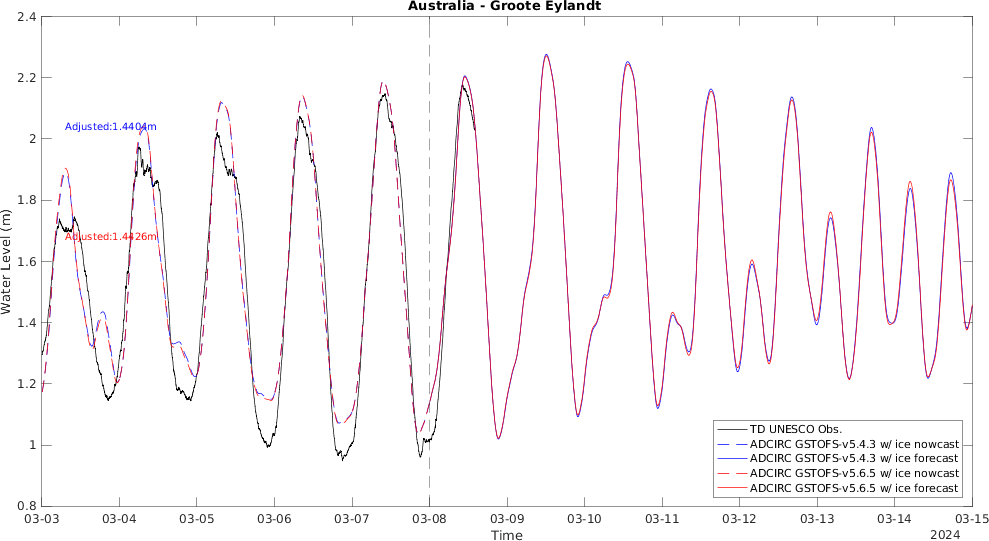 Australia - Groote Eylandt
2.4
2.2
2
1.8
1.6
1.4
1.2
1
0.8
Water Level (m)
Adjusted:1.4404m
Adjusted:1.4426m
TD UNESCO Obs.
ADCIRC GSTOFS-v5.4.3 w/ ice nowcast
ADCIRC GSTOFS-v5.4.3 w/ ice forecast
ADCIRC GSTOFS-v5.6.5 w/ ice nowcast
ADCIRC GSTOFS-v5.6.5 w/ ice forecast
03-03 03-04 03-05 03-06 03-07 03-08 03-09 03-10 03-11 03-12 03-13 03-14 03-15
Time
2024